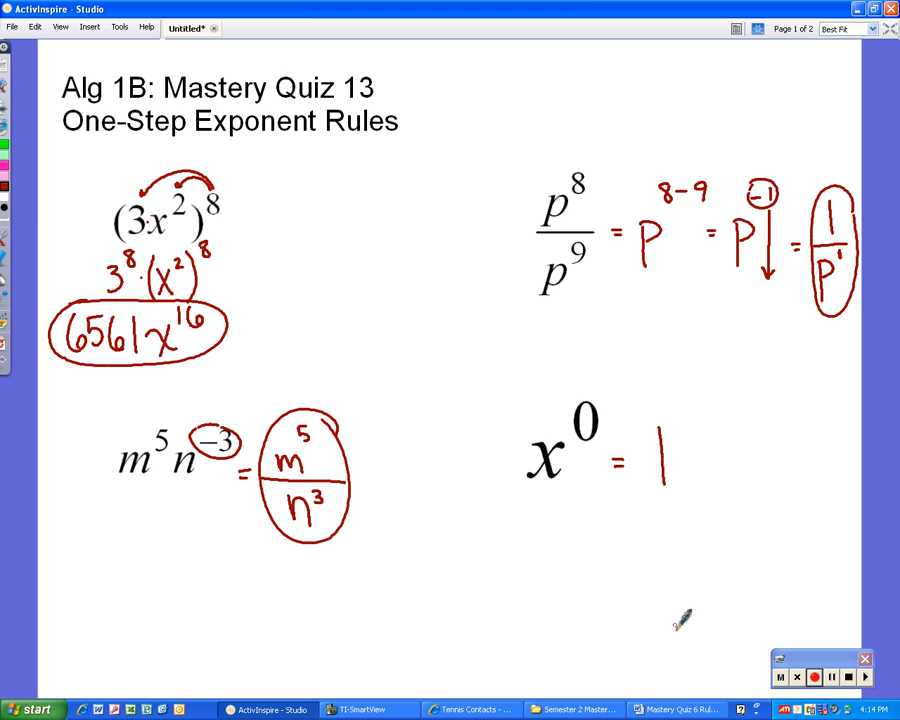 ActivInspire - Studio
File Edit View Insert Tools Help Untitled* Page 1 of 2 Best Fit
Alg 1B: Mastery Quiz 13
One-Step Exponent Rules
(3x²)⁸
3⁸·(x²)⁸
6561x¹⁶
p⁸/p⁹ = p⁸⁻⁹ = p⁻¹ = 1/p¹
m⁵n⁻³ = m⁵/n³
x⁰ = 1
M
start ActivInspire - Studio TI-SmartView Tennis Contacts - ... Semester 2 Master... Mastery Quiz 6 Rul... ATI 4:14 PM